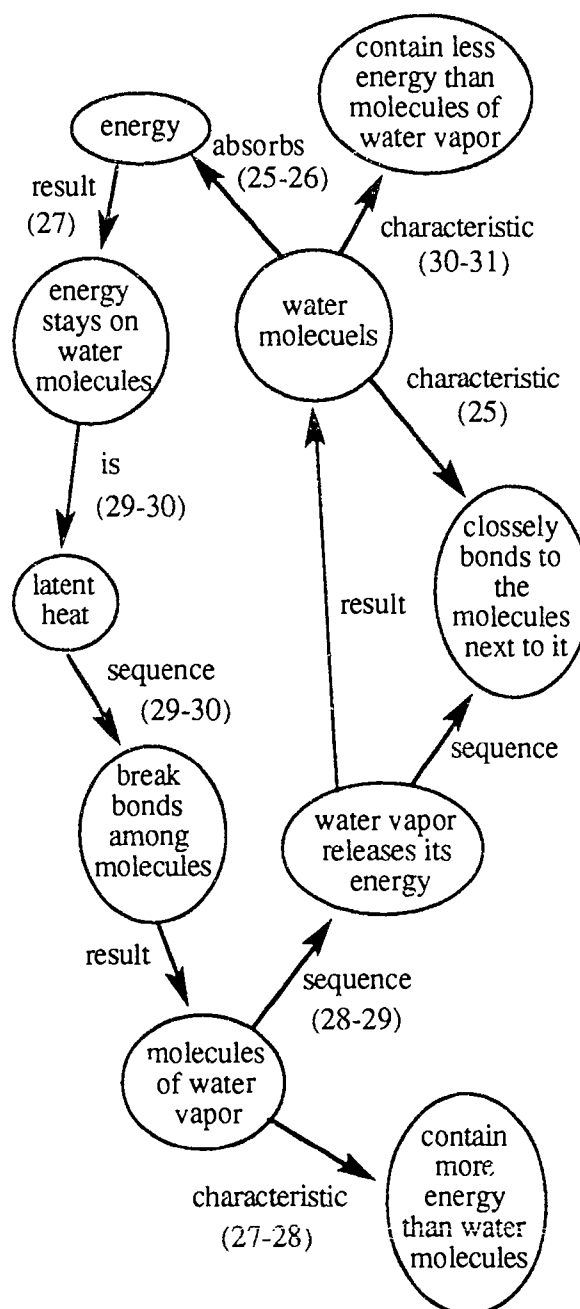 contain less
energy than
molecules of
water vapor
energy
absorbs
(25-26)
result
(27)
characteristic
(30-31)
energy
stays on
water
molecules
water
molecuels
characteristic
(25)
is
(29-30)
clossely
bonds to
the
molecules
next to it
latent
heat
result
sequence
(29-30)
sequence
break
bonds
among
molecules
water vapor
releases its
energy
result
sequence
(28-29)
molecules
of water
vapor
contain
more
energy
than water
molecules
characteristic
(27-28)